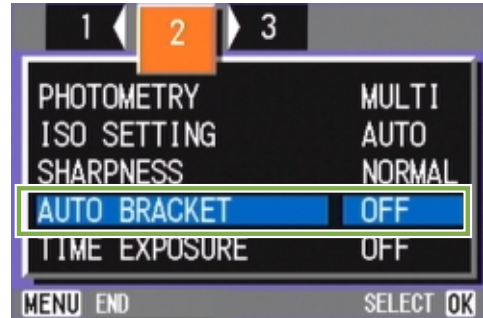 1 2 3
PHOTOMETRY MULTI
ISO SETTING AUTO
SHARPNESS NORMAL
AUTO BRACKET OFF
TIME EXPOSURE OFF
MENU END SELECT OK